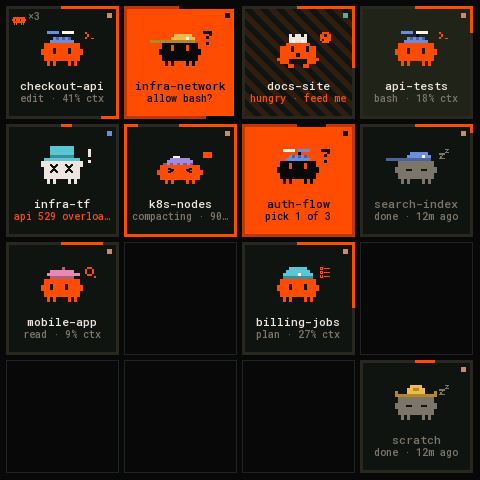 ×3
checkout-api
edit · 41% ctx
infra-network
allow bash?
docs-site
hungry · feed me
api-tests
bash · 18% ctx
infra-tf
api 529 overloa…
k8s-nodes
compacting · 90…
auth-flow
pick 1 of 3
search-index
done · 12m ago
mobile-app
read · 9% ctx
billing-jobs
plan · 27% ctx
scratch
done · 12m ago